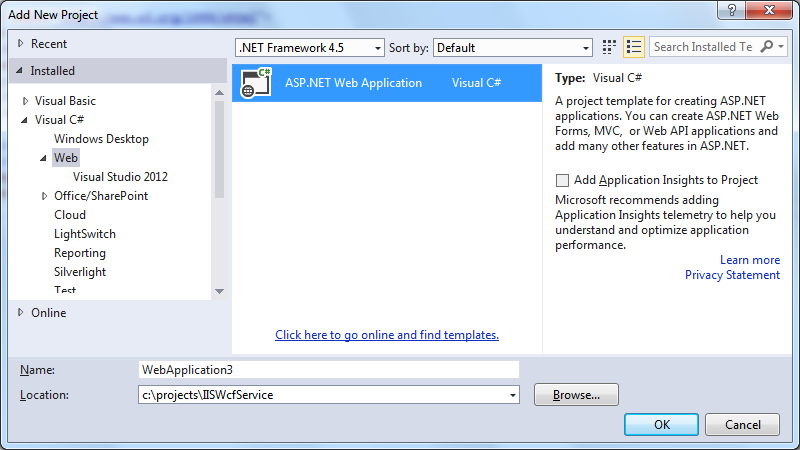 Add New Project
Recent
.NET Framework 4.5
Sort by:
Default
Search Installed Te
Installed
Visual Basic
Visual C#
Windows Desktop
Web
Visual Studio 2012
Office/SharePoint
Cloud
LightSwitch
Reporting
Silverlight
Test
Online
C#
ASP.NET Web Application
Visual C#
Click here to go online and find templates.
Type: Visual C#
A project template for creating ASP.NET
applications. You can create ASP.NET Web
Forms, MVC, or Web API applications and
add many other features in ASP.NET.
Add Application Insights to Project
Microsoft recommends adding
Application Insights telemetry to help you
understand and optimize application
performance.
Learn more
Privacy Statement
Name:
WebApplication3
Location:
c:\projects\IISWcfService
Browse...
OK
Cancel